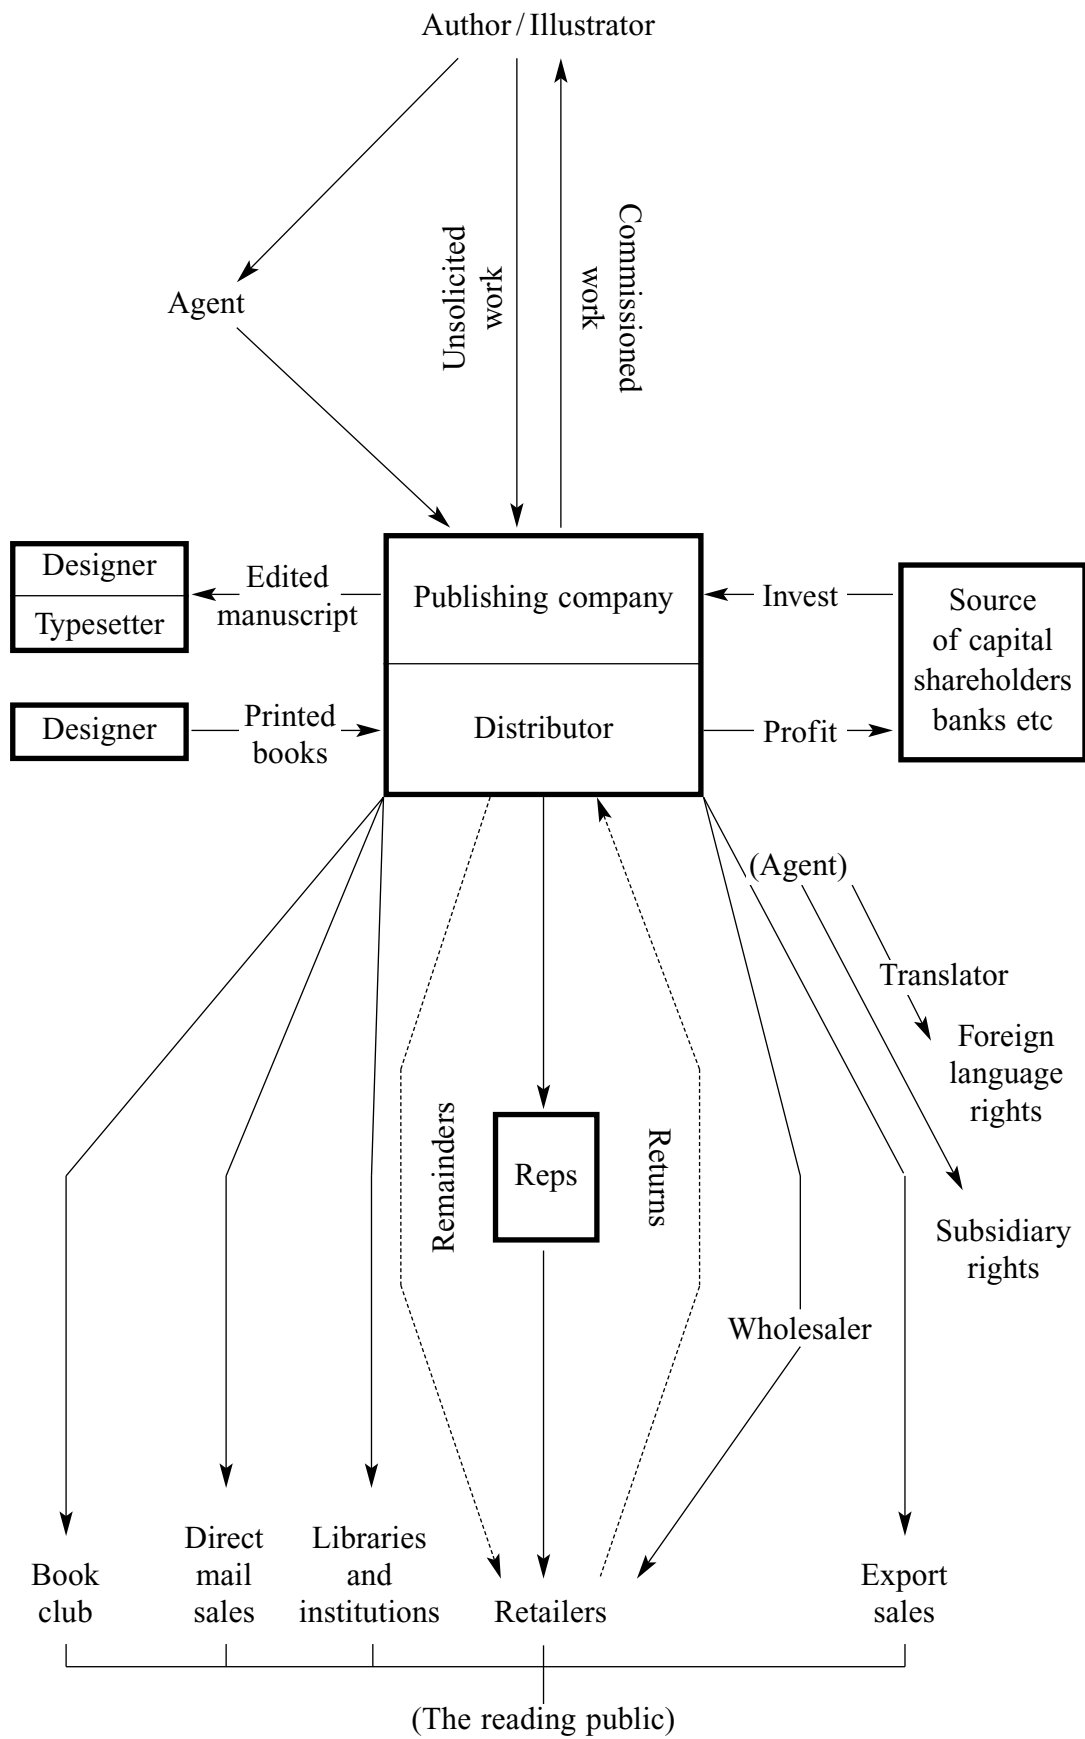 Author / Illustrator
Unsolicited
work
Commissioned
work
Agent
Designer
Typesetter
Edited
manuscript
Publishing company
Invest
Source
of capital
shareholders
banks etc
Designer
Printed
books
Distributor
Profit
(Agent)
Translator
Foreign
language
rights
Remainders
Reps
Returns
Subsidiary
rights
Wholesaler
Book
club
Direct
mail
sales
Libraries
and
institutions
Retailers
Export
sales
(The reading public)